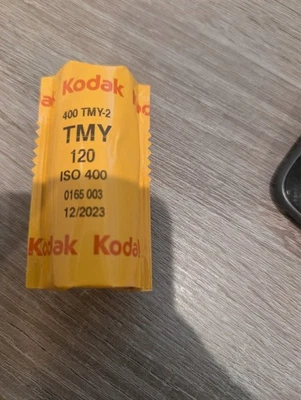 a Kodak K
400 TMY-2
TMY
120
ISO 400
0165 003
12/2023
Kodak Kodak